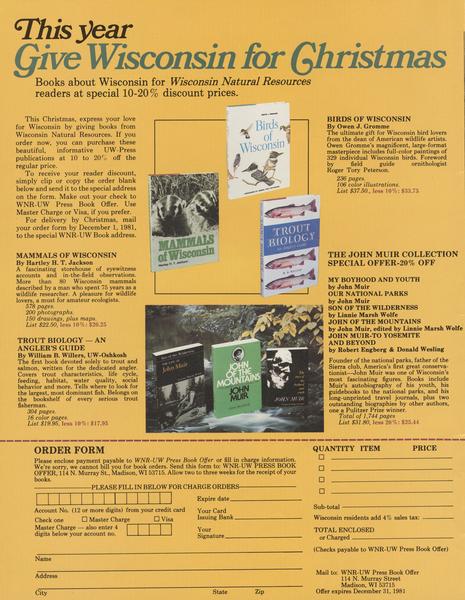 This year
Give Wisconsin for Christmas
Books about Wisconsin for Wisconsin Natural Resources
readers at special 10-20% discount prices.
This Christmas, express your love
for Wisconsin by giving books from
Wisconsin Natural Resources. If you
order now, you can purchase these
beautiful, informative UW-Press
publications at 10 to 20% off the
regular price.
To receive your reader discount,
simply clip or copy the order blank
below and send it to the special address
on the form. Make out your check to
WNR-UW Press Book Offer. Use
Master Charge or Visa, if you prefer.
For delivery by Christmas, mail
your order form by December 1, 1981,
to the special WNR-UW Book address.
MAMMALS OF WISCONSIN
By Hartley H. T. Jackson
A fascinating storehouse of eyewitness
accounts and in-the-field observations.
More than 80 Wisconsin mammals
described by a man who spent 75 years as a
wildlife researcher. A pleasure for wildlife
lovers, a must for amateur ecologists.
578 pages.
200 photographs.
150 drawings, plus maps.
List $22.50, less 10%: $20.25
TROUT BIOLOGY — AN
ANGLER'S GUIDE
By William B. Willers, UW-Oshkosh
The first book devoted solely to trout and
salmon, written for the dedicated angler.
Covers trout characteristics, life cycle,
feeding, habitat, water quality, social
behavior and more. Tells where to look for
the largest, most dominant fish. Belongs on
the bookshelf of every serious trout
fisherman.
304 pages.
16 color pages.
List $19.95, less 10%: $17.95
Birds
of
Wisconsin
MAMMALS
of Wisconsin
Hartley H. T. Jackson
TROUT
BIOLOGY
John Muir
JOHN
OF THE
MOUNTAINS
JOHN
MUIR
JOHN MUIR
BIRDS OF WISCONSIN
By Owen J. Gromme
The ultimate gift for Wisconsin bird lovers
from the dean of American wildlife artists.
Owen Gromme's magnificent, large-format
masterpiece includes full-color paintings of
329 individual Wisconsin birds. Foreword
by field guide ornithologist
Roger Tory Peterson.
236 pages.
106 color illustrations.
List $37.50, less 10%: $33.75
THE JOHN MUIR COLLECTION
SPECIAL OFFER-20% OFF
MY BOYHOOD AND YOUTH
by John Muir
OUR NATIONAL PARKS
by John Muir
SON OF THE WILDERNESS
by Linnie Marsh Wolfe
JOHN OF THE MOUNTAINS
by John Muir, edited by Linnie Marsh Wolfe
JOHN MUIR-TO YOSEMITE
AND BEYOND
by Robert Engberg & Donald Wesling
Founder of national parks, father of the
Sierra club, America's first great conserva-
tionist—John Muir was one of Wisconsin's
most fascinating figures. Books include
Muir's autobiography of his youth, his
guidebooks to the national parks, and his
long-unprinted travel journals, plus two
outstanding biographies by other authors,
one a Pulitzer Prize winner.
Total of 1,744 pages
List $31.80, less 20%: $25.44
ORDER FORM
Please enclose payment payable to WNR-UW Press Book Offer or fill in charge information.
We're sorry, we cannot bill you for book orders. Send this form to: WNR-UW PRESS BOOK
OFFER, 114 N. Murray St., Madison, WI 53715. Allow two to three weeks for the receipt of your
books.
PLEASE FILL IN BELOW FOR CHARGE ORDERS
Account No. (12 or more digits) from your credit card
Check one Master Charge Visa
Master Charge — also enter 4
digits below your account no.
Expire date
Your Card
Issuing Bank
Your
Signature
Name
Address
City State Zip
QUANTITY ITEM PRICE
Sub-total
Wisconsin residents add 4% sales tax:
TOTAL ENCLOSED
or Charged
(Checks payable to WNR-UW Press Book Offer)
Mail to: WNR-UW Press Book Offer
114 N. Murray Street
Madison, WI 53715
Offer expires December 31, 1981